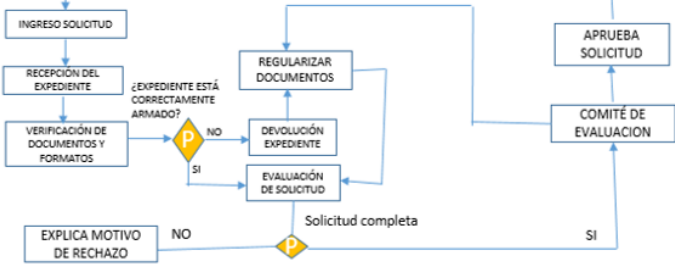 INGRESO SOLICITUD
RECEPCIÓN DEL
EXPEDIENTE
VERIFICACIÓN DE
DOCUMENTOS Y
FORMATOS
¿EXPEDIENTE ESTÁ
CORRECTAMENTE
ARMADO?
P
NO
SI
REGULARIZAR
DOCUMENTOS
DEVOLUCIÓN
EXPEDIENTE
EVALUACIÓN
DE SOLICITUD
Solicitud completa
P
NO
EXPLICA MOTIVO
DE RECHAZO
SI
COMITÉ DE
EVALUACION
APRUEBA
SOLICITUD